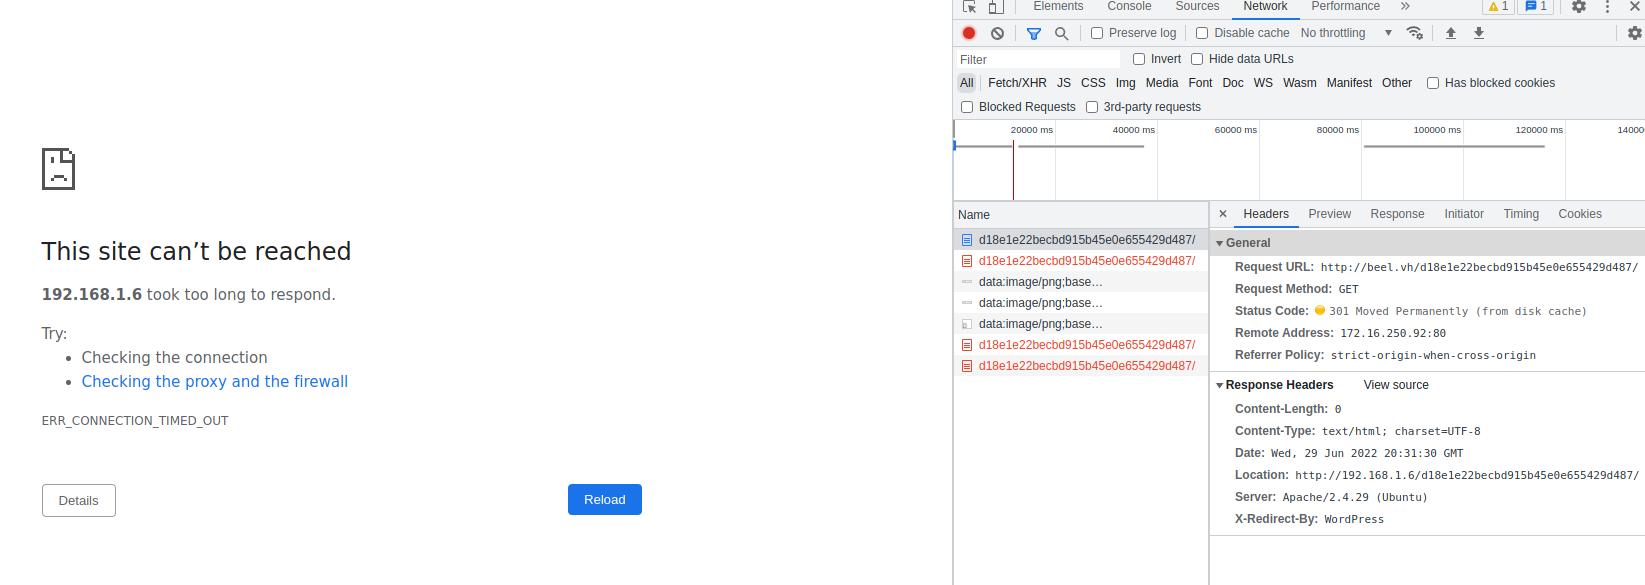 This site can’t be reached
192.168.1.6 took too long to respond.
Try:
Checking the connection
Checking the proxy and the firewall
ERR_CONNECTION_TIMED_OUT
Details
Reload
Elements Console Sources Network Performance » 1 1
Preserve log Disable cache No throttling
Filter Invert Hide data URLs
All Fetch/XHR JS CSS Img Media Font Doc WS Wasm Manifest Other Has blocked cookies
Blocked Requests 3rd-party requests
20000 ms 40000 ms 60000 ms 80000 ms 100000 ms 120000 ms 14000
Name
d18e1e22becbd915b45e0e655429d487/
d18e1e22becbd915b45e0e655429d487/
data:image/png;base…
data:image/png;base…
data:image/png;base…
d18e1e22becbd915b45e0e655429d487/
d18e1e22becbd915b45e0e655429d487/
Headers Preview Response Initiator Timing Cookies
General
Request URL: http://beel.vh/d18e1e22becbd915b45e0e655429d487/
Request Method: GET
Status Code: 301 Moved Permanently (from disk cache)
Remote Address: 172.16.250.92:80
Referrer Policy: strict-origin-when-cross-origin
Response Headers View source
Content-Length: 0
Content-Type: text/html; charset=UTF-8
Date: Wed, 29 Jun 2022 20:31:30 GMT
Location: http://192.168.1.6/d18e1e22becbd915b45e0e655429d487/
Server: Apache/2.4.29 (Ubuntu)
X-Redirect-By: WordPress